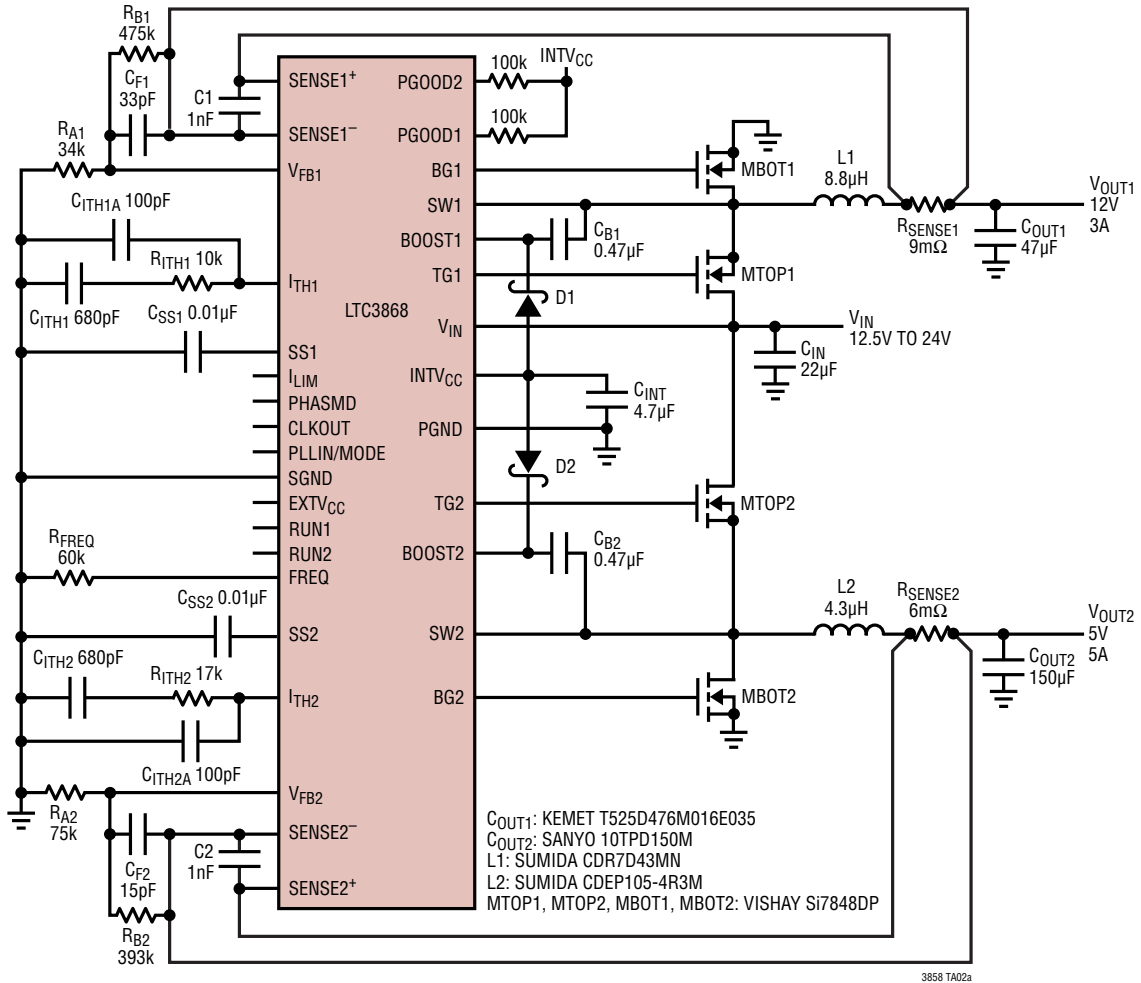 RB1
475k
CF1
33pF
RA1
34k
C1
1nF
CITH1A 100pF
RITH1 10k
CITH1 680pF
CSS1 0.01µF
RFREQ
60k
CSS2 0.01µF
CITH2 680pF
RITH2 17k
CITH2A 100pF
RA2
75k
CF2
15pF
RB2
393k
C2
1nF
SENSE1+
SENSE1–
VFB1
ITH1
LTC3868
SS1
ILIM
PHASMD
CLKOUT
PLLIN/MODE
SGND
EXTVCC
RUN1
RUN2
FREQ
SS2
ITH2
VFB2
SENSE2–
SENSE2+
PGOOD2
PGOOD1
BG1
SW1
BOOST1
TG1
VIN
INTVCC
PGND
TG2
BOOST2
SW2
BG2
100k
INTVCC
100k
MBOT1
L1
8.8µH
RSENSE1
9mΩ
VOUT1
12V
3A
COUT1
47µF
CB1
0.47µF
MTOP1
D1
VIN
12.5V TO 24V
CIN
22µF
CINT
4.7µF
D2
MTOP2
CB2
0.47µF
L2
4.3µH
RSENSE2
6mΩ
VOUT2
5V
5A
COUT2
150µF
MBOT2
COUT1: KEMET T525D476M016E035
COUT2: SANYO 10TPD150M
L1: SUMIDA CDR7D43MN
L2: SUMIDA CDEP105-4R3M
MTOP1, MTOP2, MBOT1, MBOT2: VISHAY Si7848DP
3858 TA02a